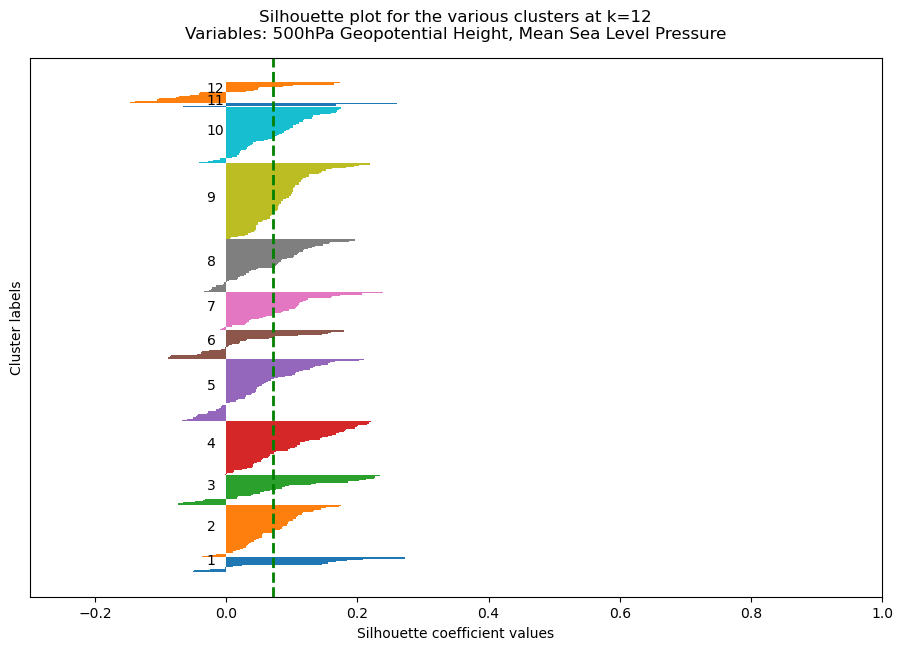 Silhouette plot for the various clusters at k=12
Variables: 500hPa Geopotential Height, Mean Sea Level Pressure
Cluster labels
12
11
10
9
8
7
6
5
4
3
2
1
−0.2 0.0 0.2 0.4 0.6 0.8 1.0
Silhouette coefficient values